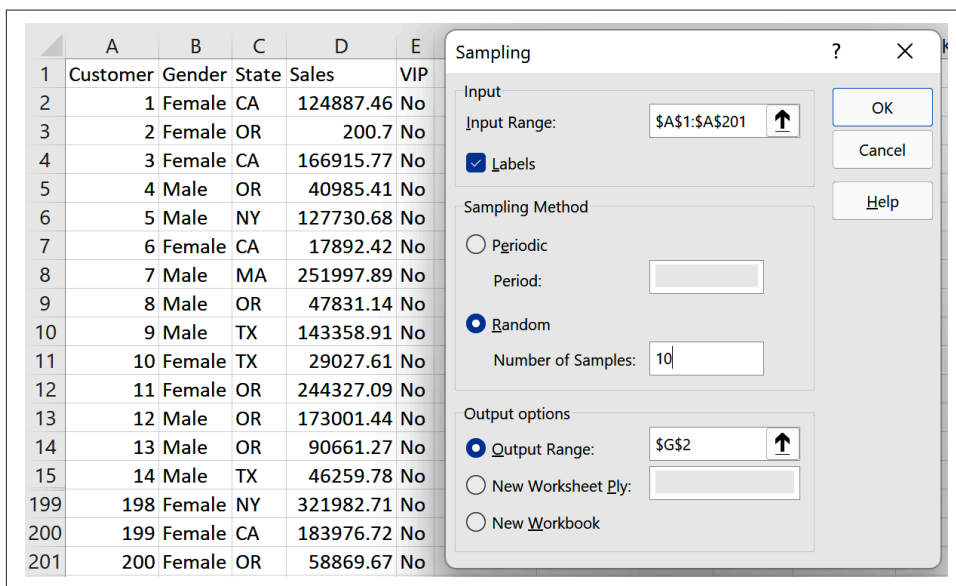 A B C D E
1 Customer Gender State Sales VIP
2 1 Female CA 124887.46 No
3 2 Female OR 200.7 No
4 3 Female CA 166915.77 No
5 4 Male OR 40985.41 No
6 5 Male NY 127730.68 No
7 6 Female CA 17892.42 No
8 7 Male MA 251997.89 No
9 8 Male OR 47831.14 No
10 9 Male TX 143358.91 No
11 10 Female TX 29027.61 No
12 11 Female OR 244327.09 No
13 12 Male OR 173001.44 No
14 13 Male OR 90661.27 No
15 14 Male TX 46259.78 No
199 198 Female NY 321982.71 No
200 199 Female CA 183976.72 No
201 200 Female OR 58869.67 No
Sampling ?
Input
Input Range: $A$1:$A$201
Labels
OK
Cancel
Help
Sampling Method
Periodic
Period:
Random
Number of Samples: 10
Output options
Output Range: $G$2
New Worksheet Ply:
New Workbook